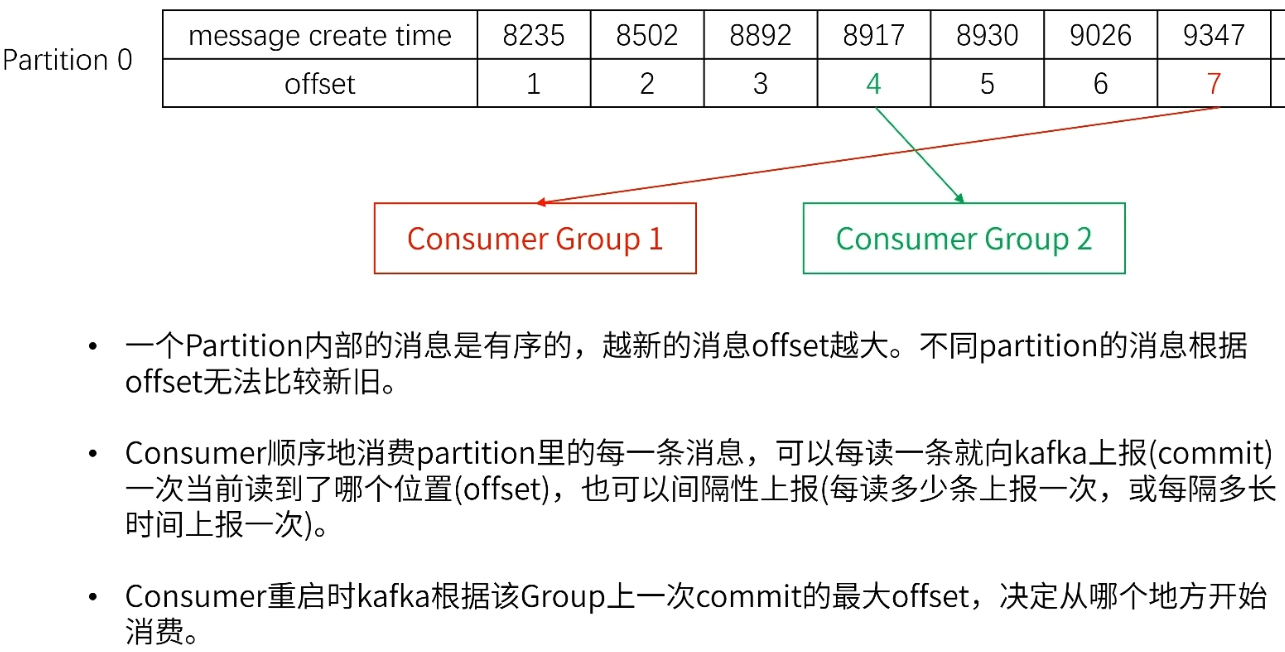 Partition 0
message create time 8235 8502 8892 8917 8930 9026 9347
offset 1 2 3 4 5 6 7
Consumer Group 1 Consumer Group 2
• 一个Partition内部的消息是有序的，越新的消息offset越大。不同partition的消息根据
offset无法比较新旧。
• Consumer顺序地消费partition里的每一条消息，可以每读一条就向kafka上报(commit)
一次当前读到了哪个位置(offset)，也可以间隔性上报(每读多少条上报一次，或每隔多长
时间上报一次)。
• Consumer重启时kafka根据该Group上一次commit的最大offset，决定从哪个地方开始
消费。